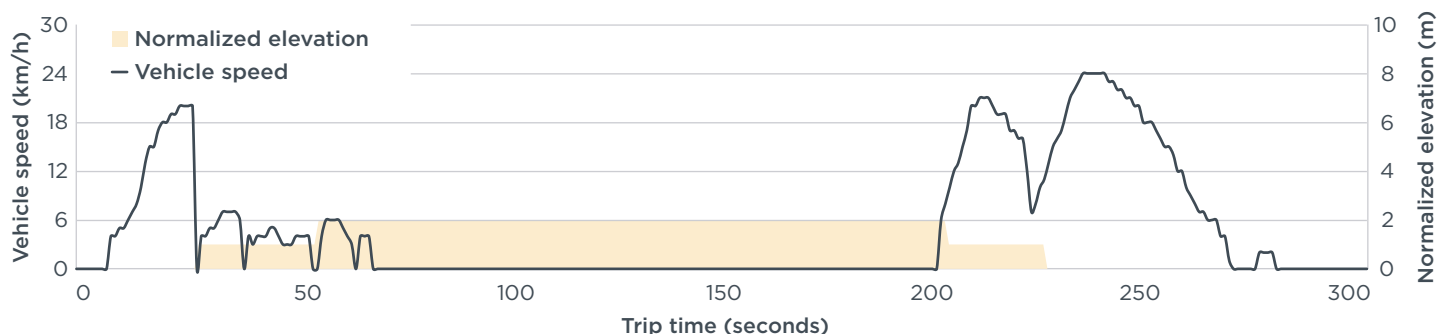 Normalized elevation
Vehicle speed
Vehicle speed (km/h)
30
24
18
12
6
0
Normalized elevation (m)
10
8
6
4
2
0
0 50 100 150 200 250 300
Trip time (seconds)